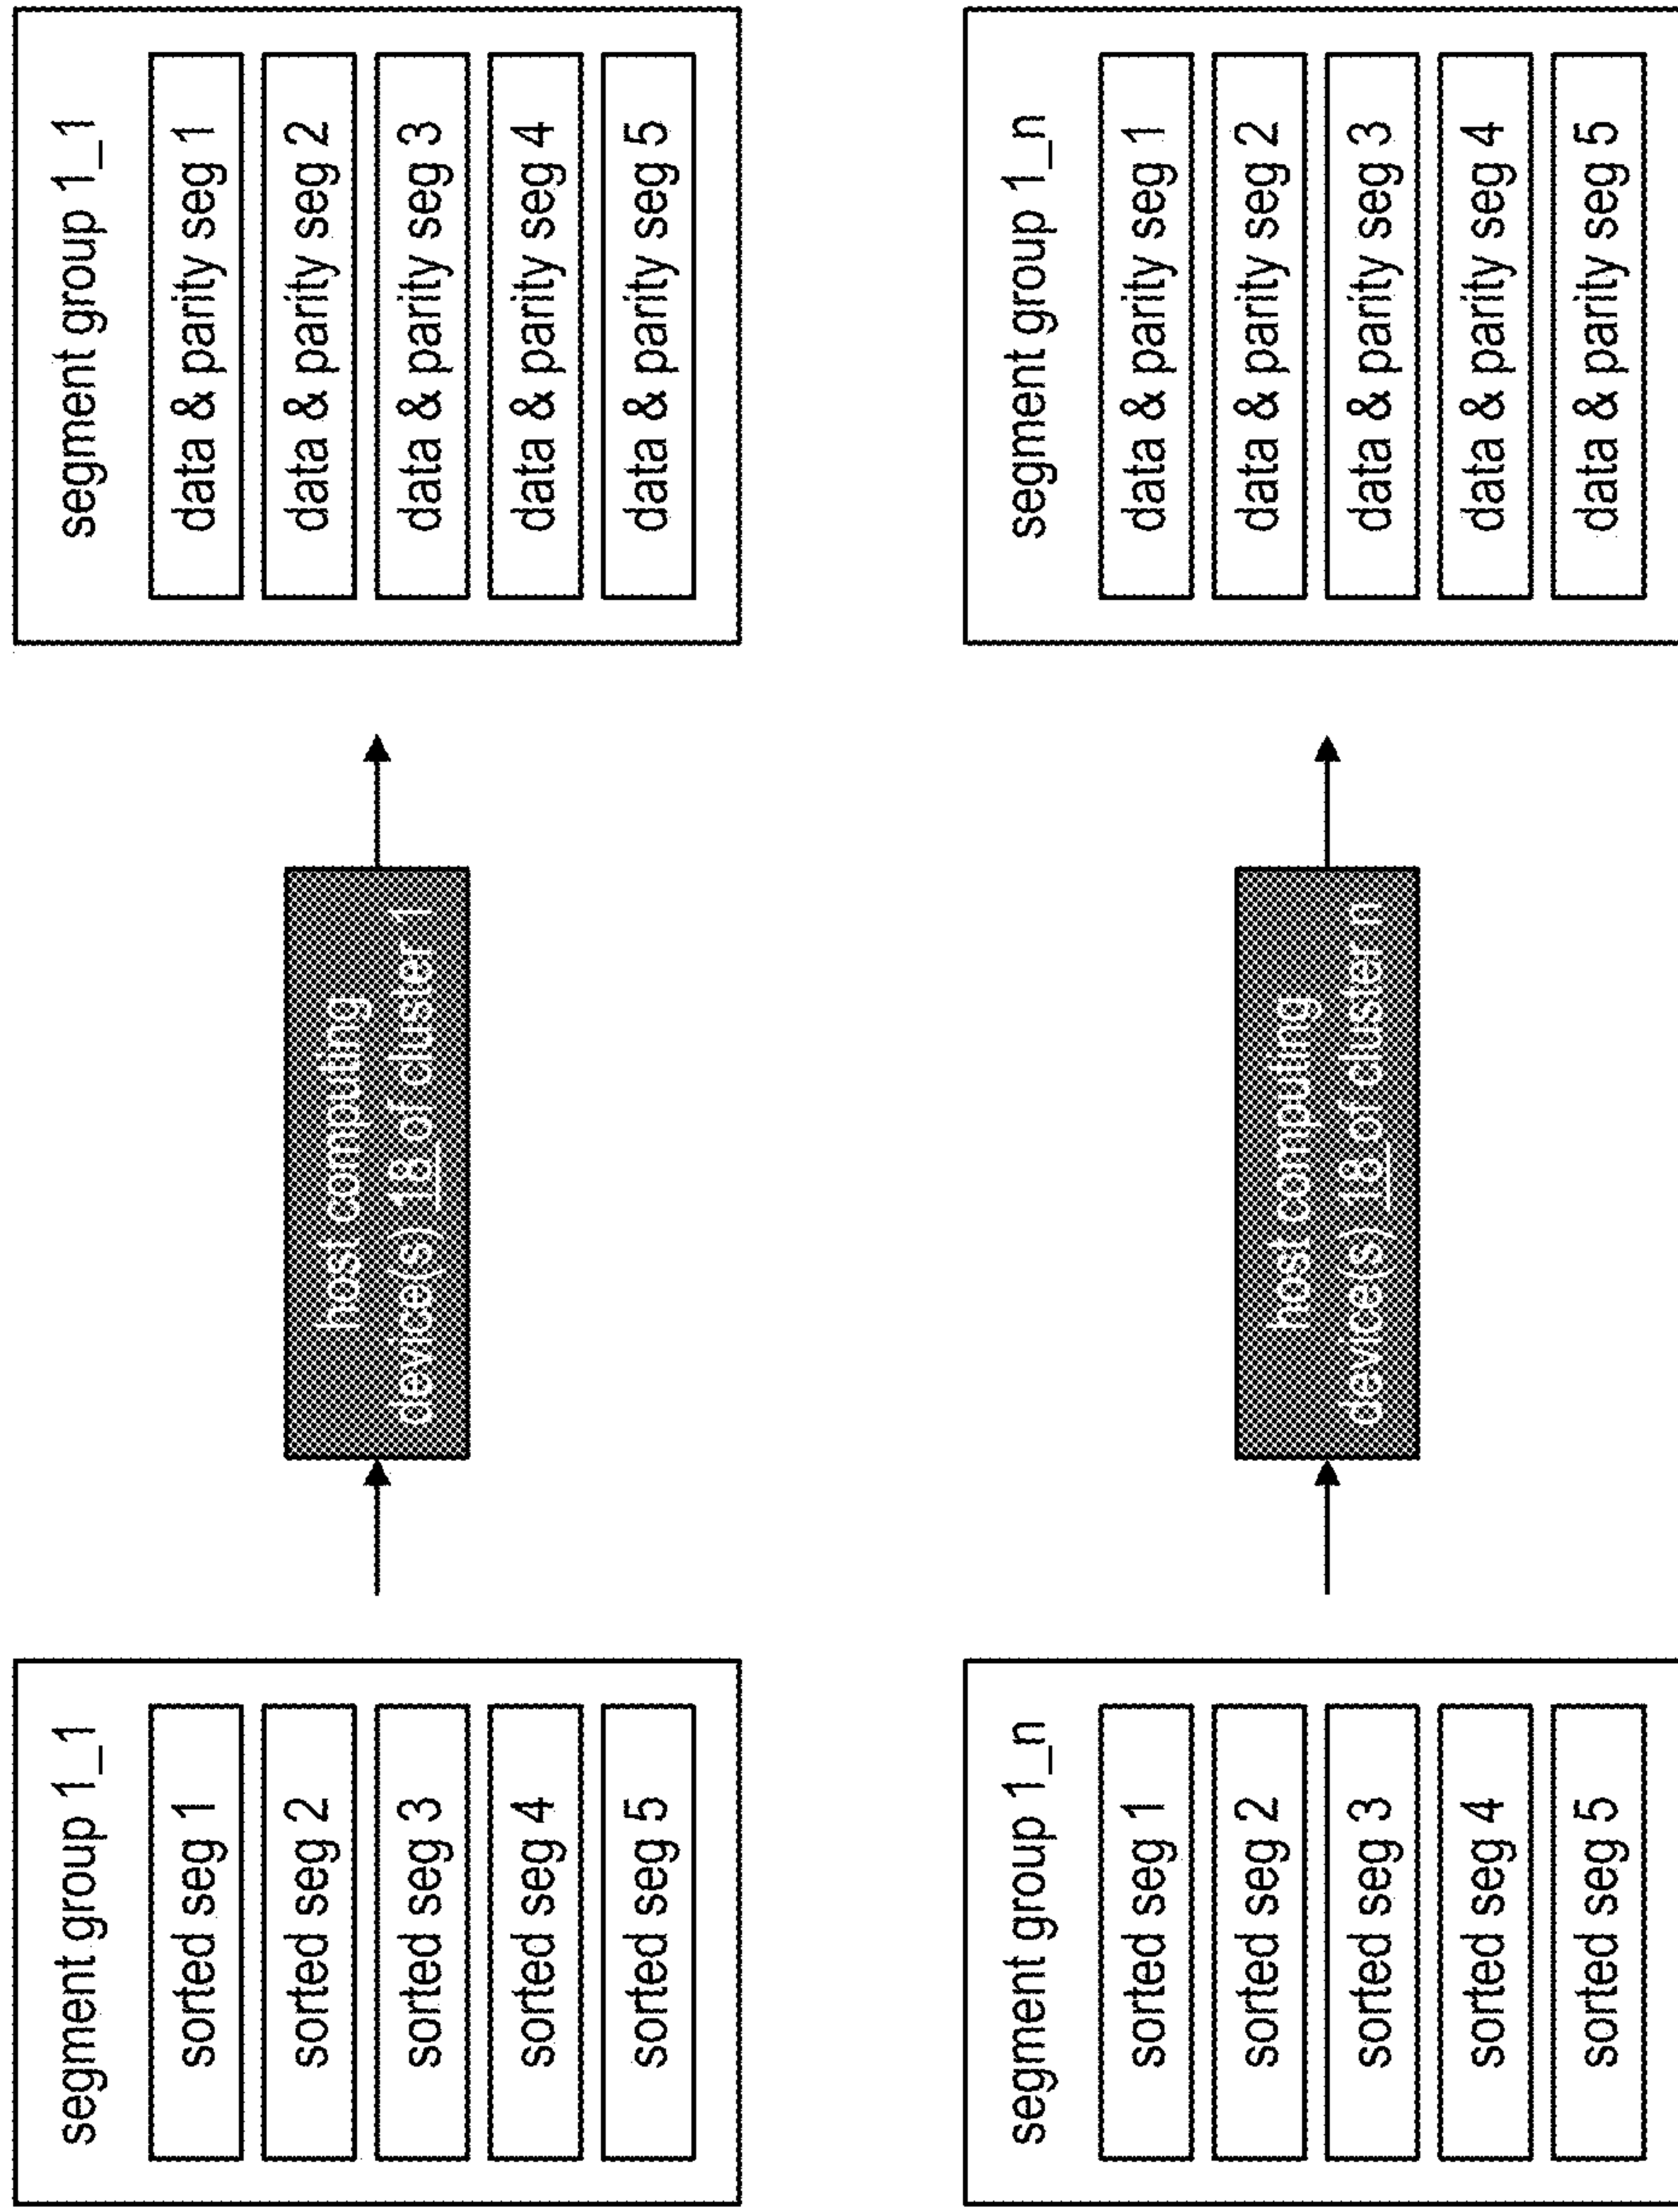 segment group 1_1
sorted seg 1
sorted seg 2
sorted seg 3
sorted seg 4
sorted seg 5
host computing
device(s) 18 of cluster 1
segment group 1_1
data & parity seg 1
data & parity seg 2
data & parity seg 3
data & parity seg 4
data & parity seg 5
segment group 1_n
sorted seg 1
sorted seg 2
sorted seg 3
sorted seg 4
sorted seg 5
host computing
device(s) 18 of cluster n
segment group 1_n
data & parity seg 1
data & parity seg 2
data & parity seg 3
data & parity seg 4
data & parity seg 5